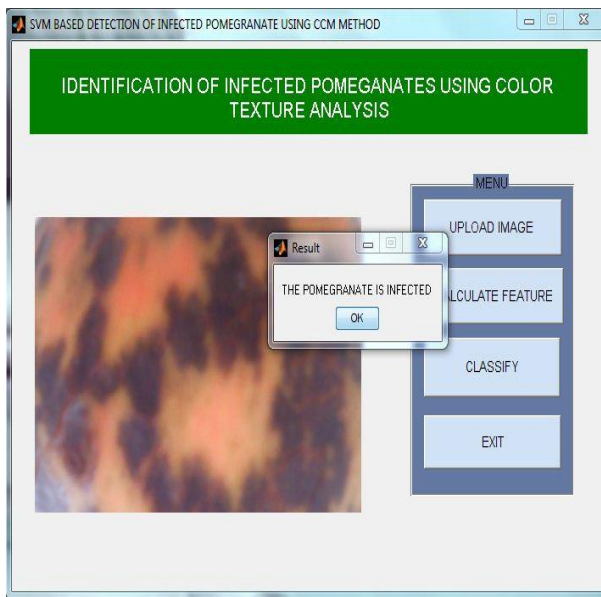 SVM BASED DETECTION OF INFECTED POMEGRANATE USING CCM METHOD
IDENTIFICATION OF INFECTED POMEGANATES USING COLOR
TEXTURE ANALYSIS
MENU
UPLOAD IMAGE
Result
THE POMEGRANATE IS INFECTED
OK
ALCULATE FEATURE
CLASSIFY
EXIT